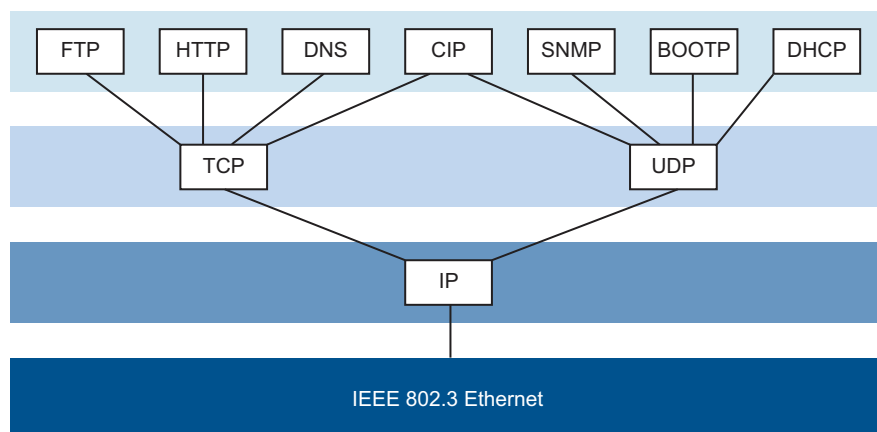 FTP HTTP DNS CIP SNMP BOOTP DHCP
TCP UDP
IP
IEEE 802.3 Ethernet